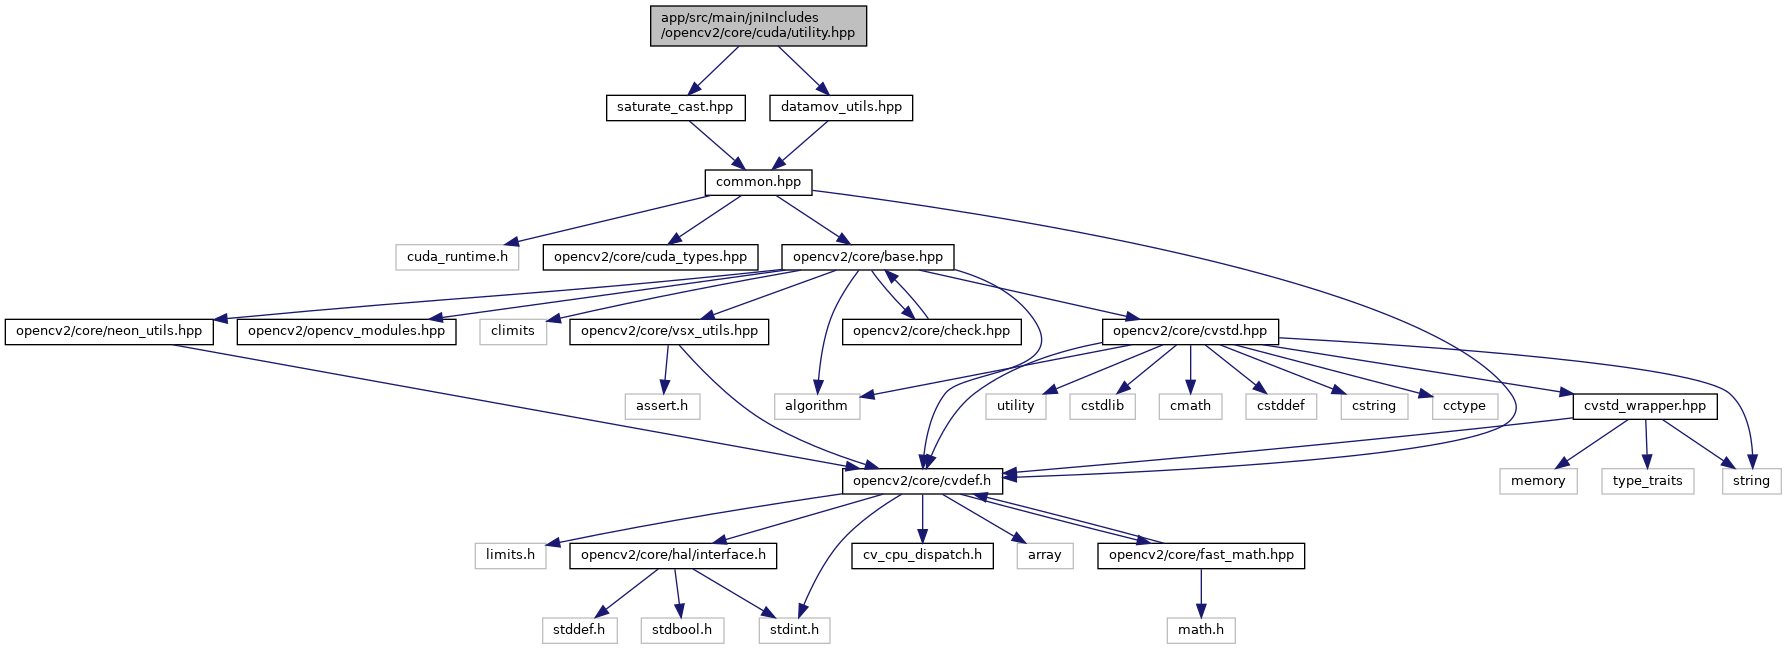 app/src/main/jniIncludes
/opencv2/core/cuda/utility.hpp
saturate_cast.hpp
datamov_utils.hpp
common.hpp
cuda_runtime.h
opencv2/core/cuda_types.hpp
opencv2/core/base.hpp
opencv2/core/neon_utils.hpp
opencv2/opencv_modules.hpp
climits
opencv2/core/vsx_utils.hpp
opencv2/core/check.hpp
opencv2/core/cvstd.hpp
assert.h
algorithm
utility
cstdlib
cmath
cstddef
cstring
cctype
cvstd_wrapper.hpp
opencv2/core/cvdef.h
memory
type_traits
string
limits.h
opencv2/core/hal/interface.h
cv_cpu_dispatch.h
array
opencv2/core/fast_math.hpp
stddef.h
stdbool.h
stdint.h
math.h